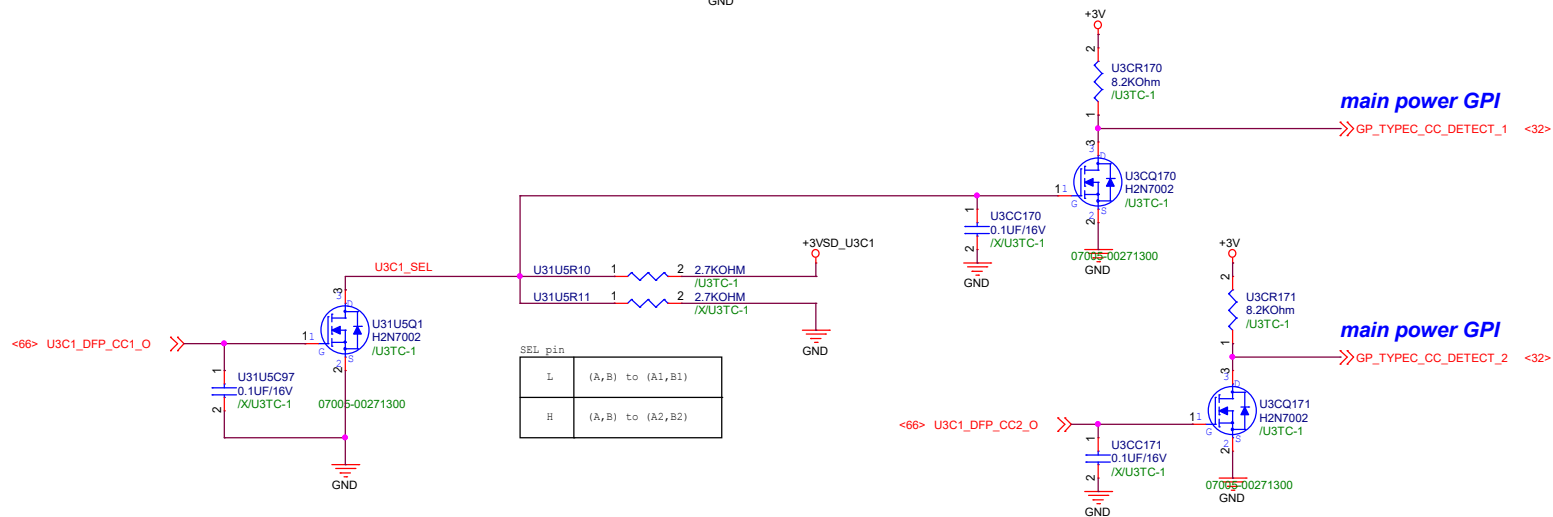 GND
+3V
2
U3CR170
8.2KOhm
/U3TC-1
1
main power GPI
GP_TYPEC_CC_DETECT_1 <32>
3
3
D
U3CQ170
H2N7002
/U3TC-1
1 1
G
S
2
2
07005-00271300
GND
1
U3CC170
0.1UF/16V
/X/U3TC-1
2
GND
+3VSD_U3C1
U3C1_SEL
U31U5R10 1 2 2.7KOHM
/U3TC-1
U31U5R11 1 2 2.7KOHM
/X/U3TC-1
GND
3
3
D
U31U5Q1
H2N7002
/U3TC-1
<66> U3C1_DFP_CC1_O
1 1
G
S
2
2
1
U31U5C97
0.1UF/16V
/X/U3TC-1
2
07005-00271300
GND
SEL pin
L (A,B) to (A1,B1)
H (A,B) to (A2,B2)
+3V
2
U3CR171
8.2KOhm
/U3TC-1
1
main power GPI
GP_TYPEC_CC_DETECT_2 <32>
3
3
D
U3CQ171
H2N7002
/U3TC-1
<66> U3C1_DFP_CC2_O
1 1
G
S
2
2
1
U3CC171
0.1UF/16V
/X/U3TC-1
2
GND
07005-00271300
GND